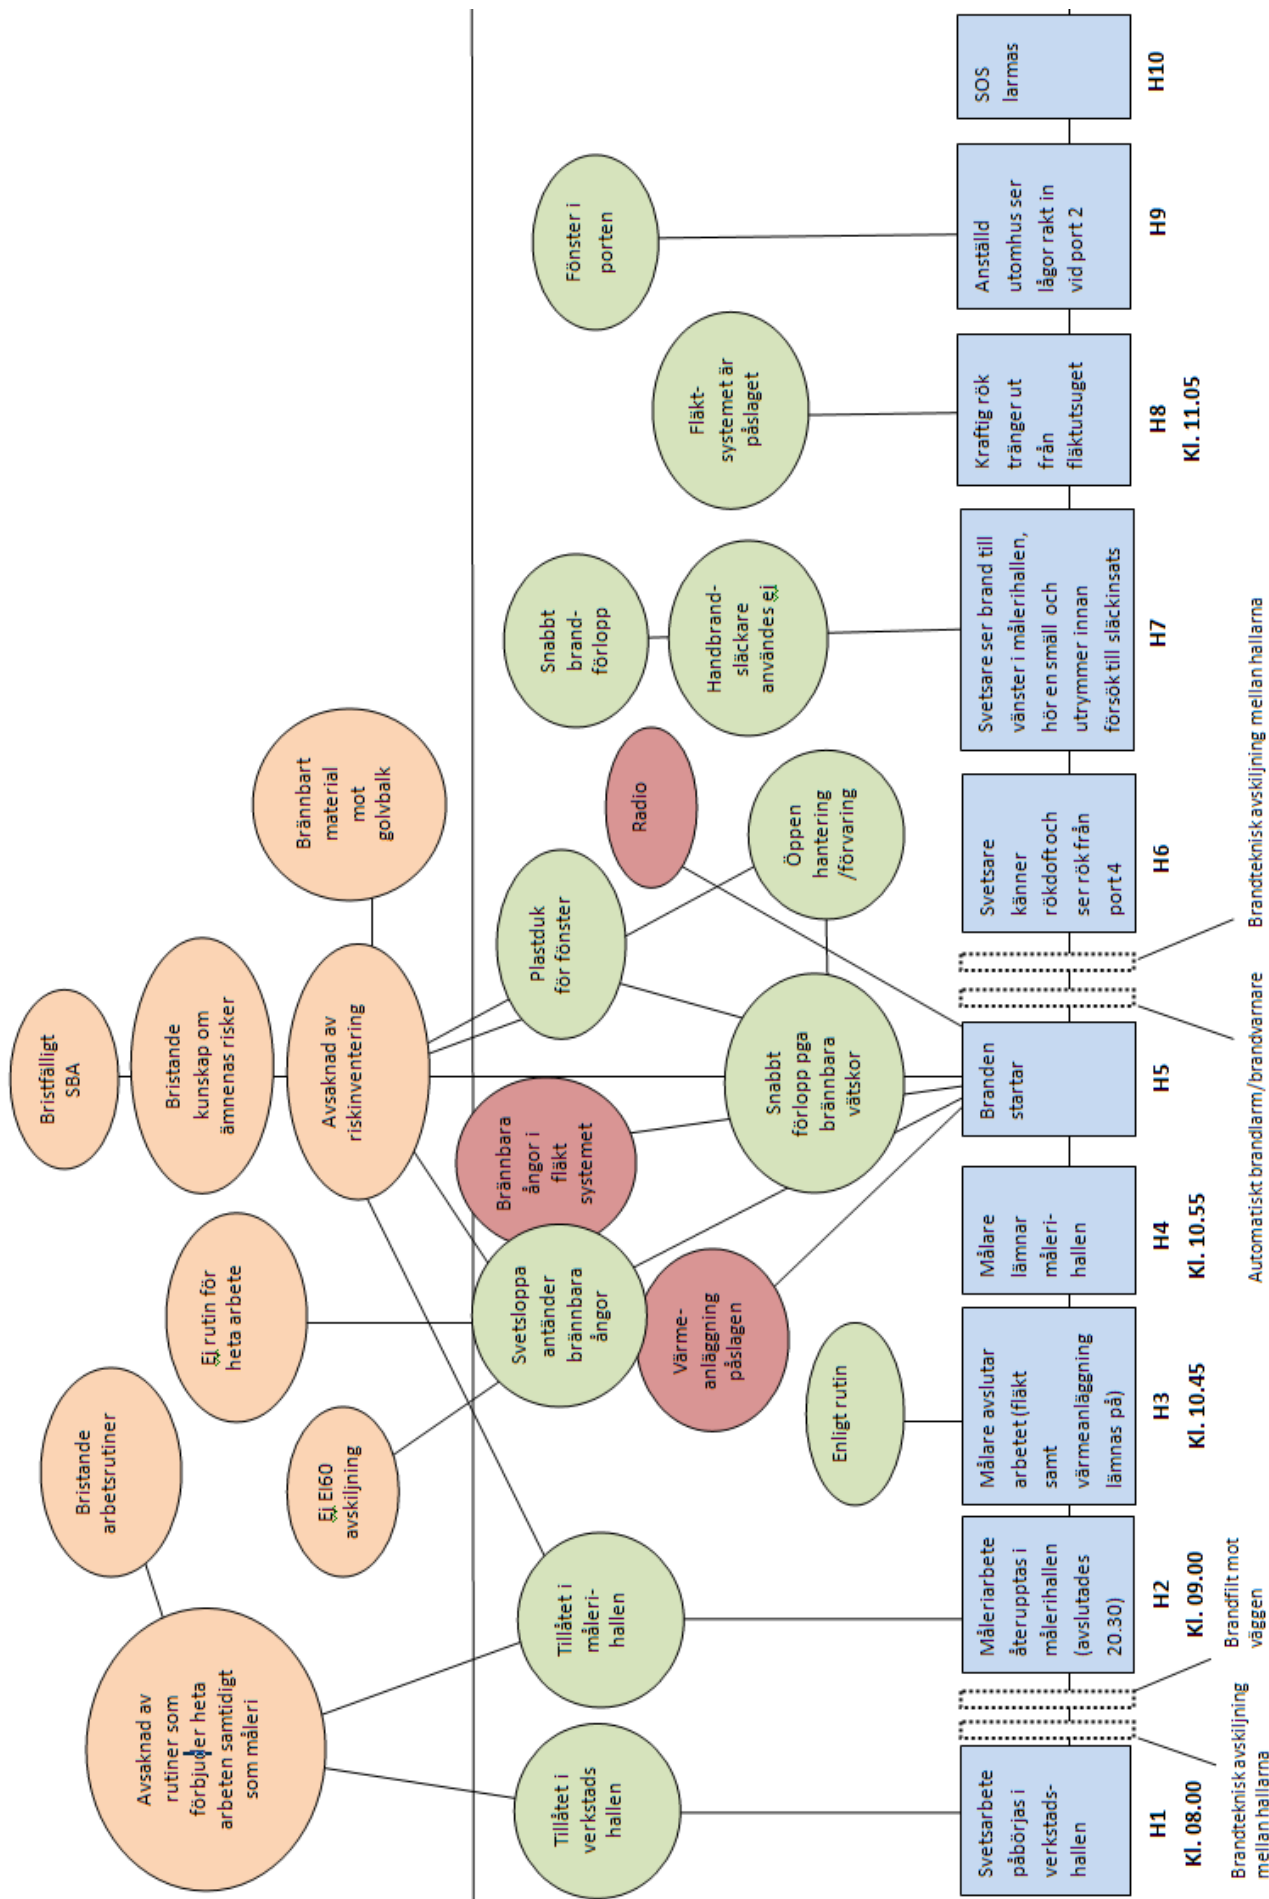 Bristfälligt
SBA
Bristande
kunskap om
ämnenas risker
Avsaknad av
riskinventering
Brännbart
material
mot
golvbalk
Bristande
arbetsrutiner
Ej rutin för
heta arbete
Ej EI60
avskiljning
Avsaknad av
rutiner som
förbjuder heta
arbeten samtidigt
som måleri
Tillåtet i
verkstads
hallen
Tillåtet i
måleri-
hallen
Svetsloppa
antänder
brännbara
ångor
Brännbara
ångor i
fläkt
systemet
Värme-
anläggning
påslagen
Enligt rutin
Plastduk
för fönster
Snabbt
förlopp pga
brännbara
vätskor
Öppen
hantering
/förvaring
Radio
Snabbt
brand-
förlopp
Handbrand-
släckare
användes ej
Fläkt-
systemet är
påslaget
Fönster i
porten
Svetsarbete
påbörjas i
verkstads-
hallen
H1
Kl. 08.00
Brandteknisk avskiljning
mellan hallarna
Brandfilt mot
väggen
Måleriarbete
återupptas i
målerihallen
(avslutades
20.30)
H2
Kl. 09.00
Målare avslutar
arbetet (fläkt
samt
värmeanläggning
lämnas på)
H3
Kl. 10.45
Målare
lämnar
måleri-
hallen
H4
Kl. 10.55
Branden
startar
H5
Automatiskt brandlarm/brandvarnare
Brandteknisk avskiljning mellan hallarna
Svetsare
känner
rökdoft och
ser rök från
port 4
H6
Svetsare ser brand till
vänster i målerihallen,
hör en smäll och
utrymmer innan
försök till släckinsats
H7
Kraftig rök
tränger ut
från
fläktutsuget
H8
Kl. 11.05
Anställd
utomhus ser
lågor rakt in
vid port 2
H9
SOS
larmas
H10